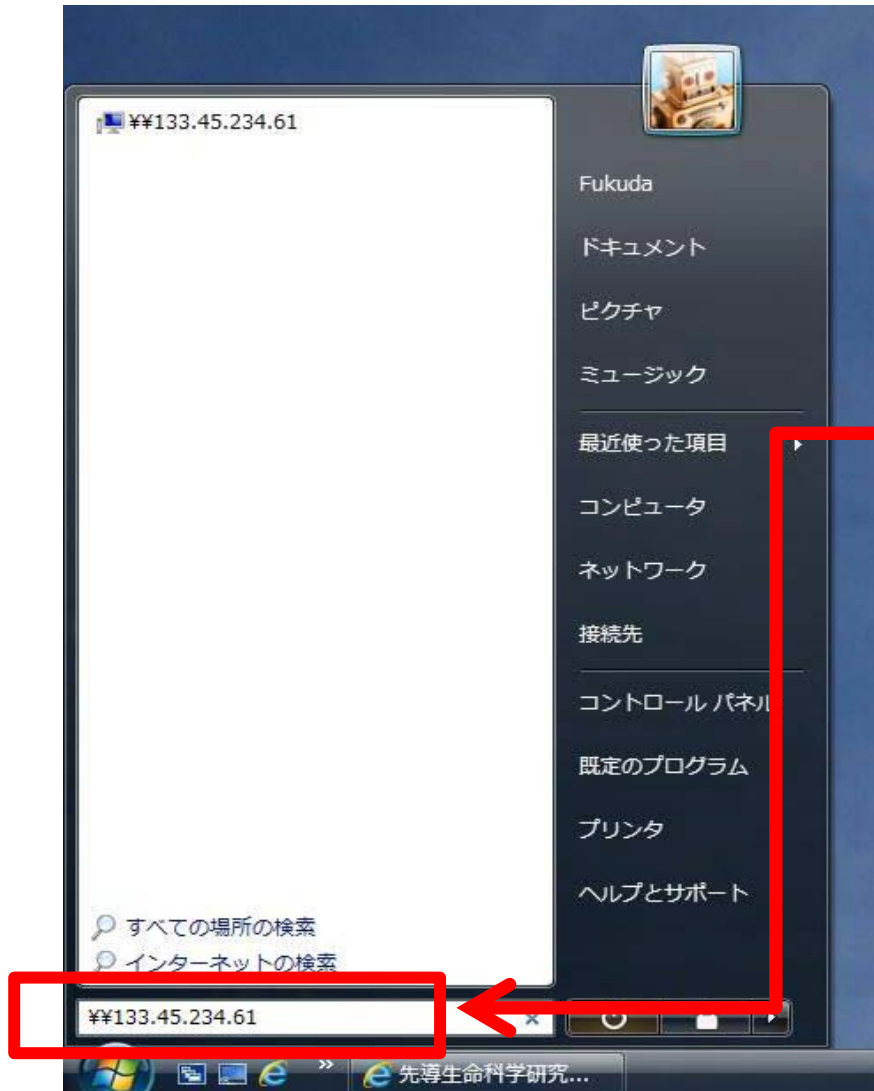 ¥¥133.45.234.61
Fukuda
ドキュメント
ピクチャ
ミュージック
最近使った項目
コンピュータ
ネットワーク
接続先
コントロール パネル
既定のプログラム
プリンタ
ヘルプとサポート
すべての場所の検索
インターネットの検索
¥¥133.45.234.61
»
先導生命科学研究...